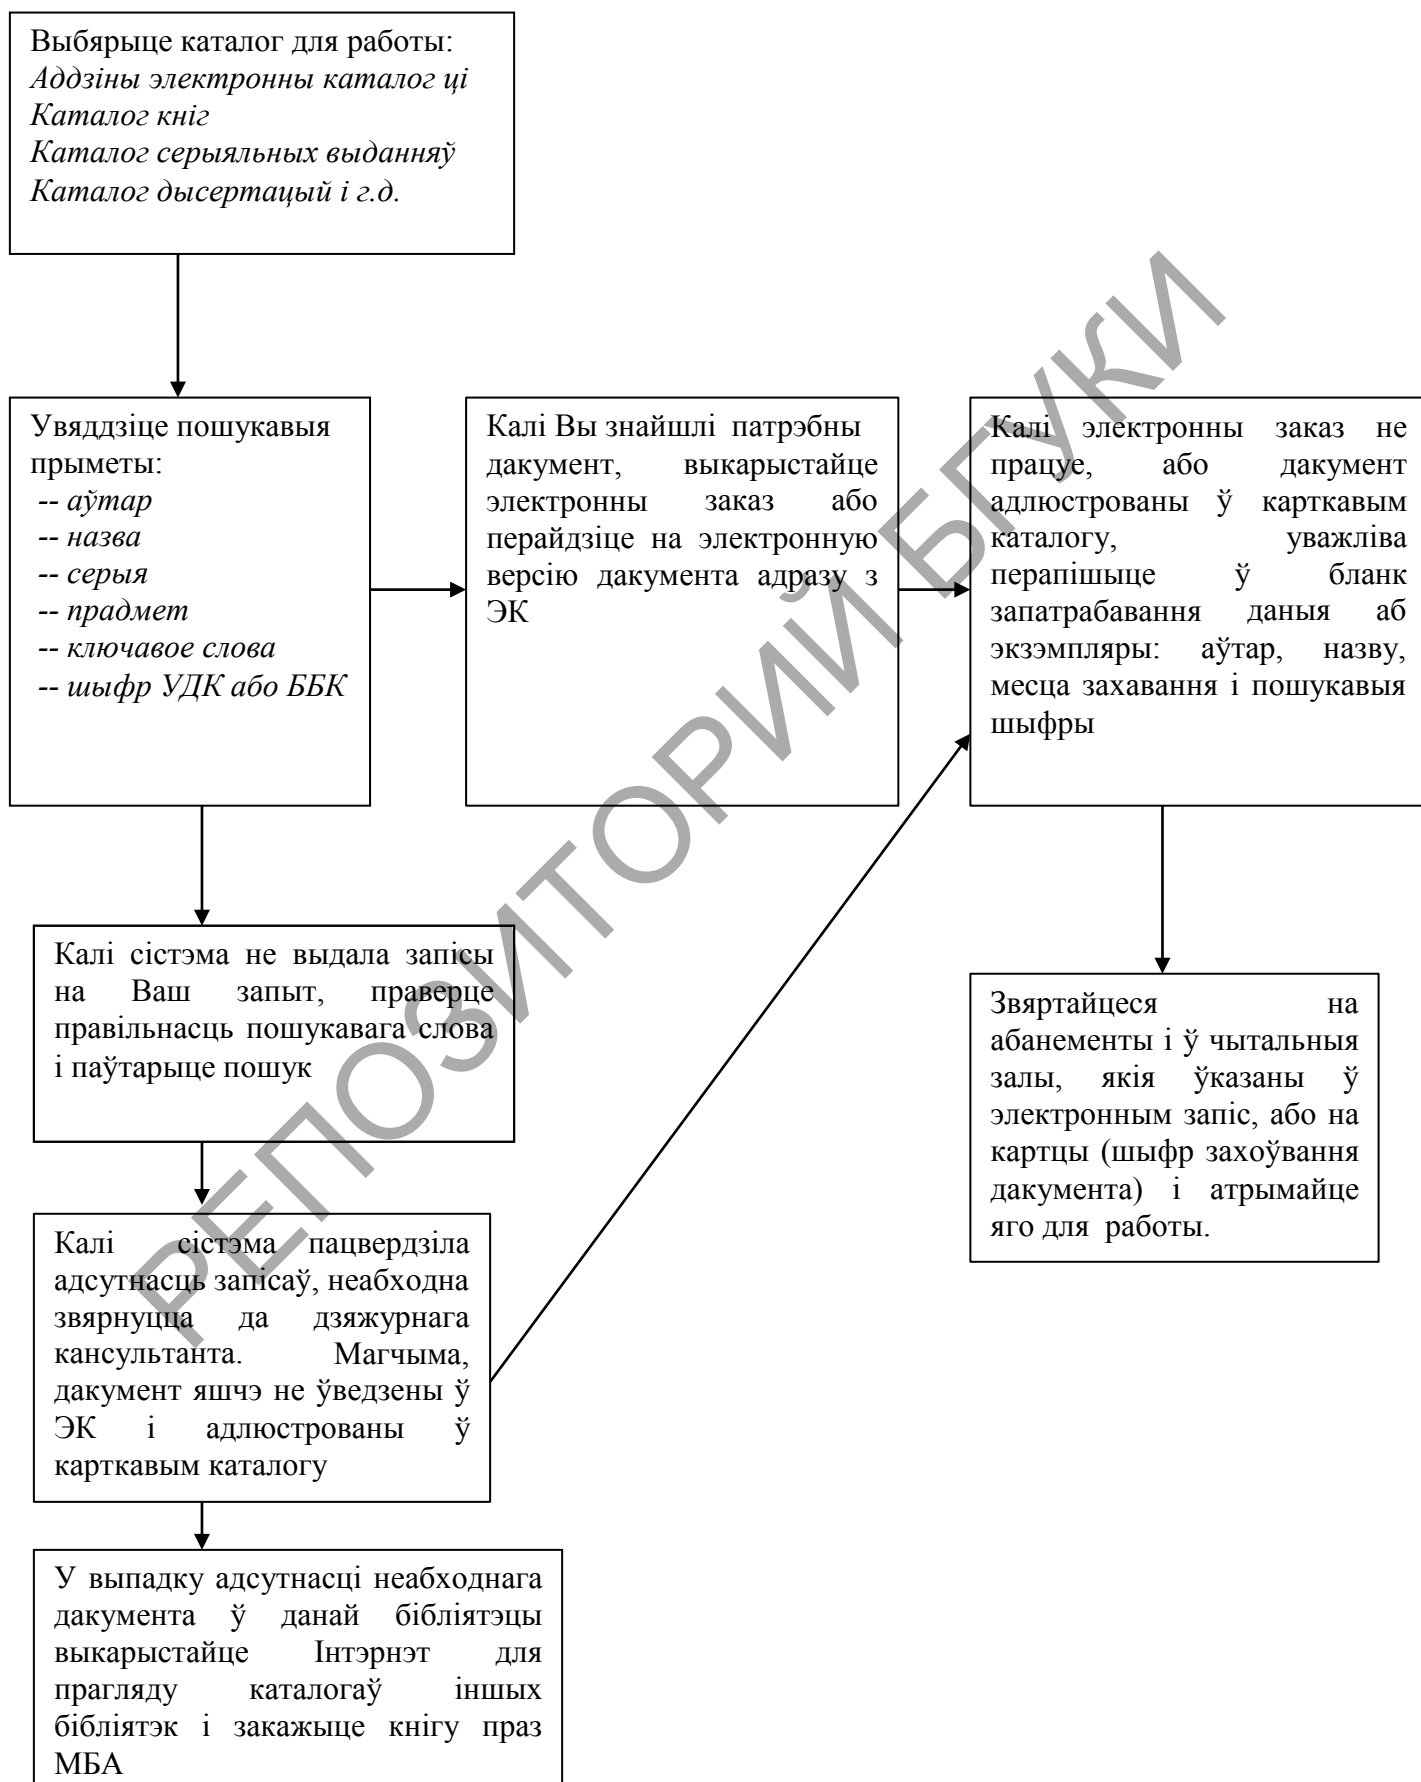 Выбярыце каталог для работы:
Аддзіны электронны каталог ці
Каталог кніг
Каталог серыяльных выданняў
Каталог дысертацый і г.д.
Увяддзіце пошукавыя
прыметы:
-- аўтар
-- назва
-- серыя
-- прадмет
-- ключавое слова
-- шыфр УДК або ББК
Калі Вы знайшлі патрэбны
дакумент, выкарыстайце
электронны заказ або
перайдзіце на электронную
версію дакумента адразу з
ЭК
Калі электронны заказ не
працуе, або дакумент
адлюстрованы ў карткавым
каталогу, уважліва
перапішыце ў бланк
запатрабавання даныя аб
экзэмпляры: аўтар, назву,
месца захавання і пошукавыя
шыфры
Калі сістэма не выдала запісы
на Ваш запыт, праверце
правільнасць пошукавага слова
і паўтарыце пошук
Звяртайцеся на
абанементы і ў чытальныя
залы, якія ўказаны ў
электронным запіс, або на
картцы (шыфр захоўвання
дакумента) і атрымайце
яго для работы.
Калі сістэма пацвердзіла
адсутнасць запісаў, неабходна
звярнуцца да дзяжурнага
кансультанта. Магчыма,
дакумент яшчэ не ўведзены ў
ЭК і адлюстрованы ў
карткавым каталогу
У выпадку адсутнасці неабходнага
дакумента ў данай бібліятэцы
выкарыстайце Інтэрнэт для
прагляду каталогаў іншых
бібліятэк і закажыце кнігу праз
МБА
РЕПОЗИТОРИЙ БГУКИ